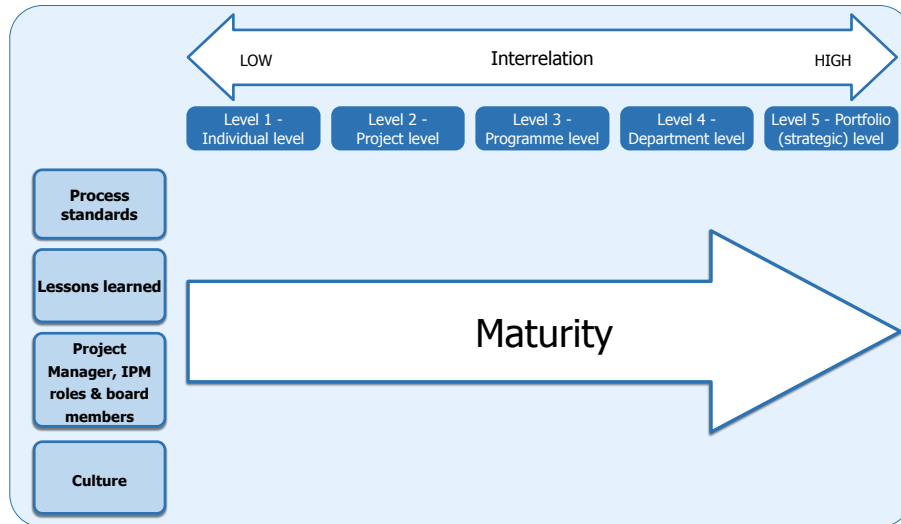 LOW Interrelation HIGH
Level 1 -
Individual level
Level 2 -
Project level
Level 3 -
Programme level
Level 4 -
Department level
Level 5 - Portfolio
(strategic) level
Process
standards
Lessons learned
Project
Manager, IPM
roles & board
members
Culture
Maturity